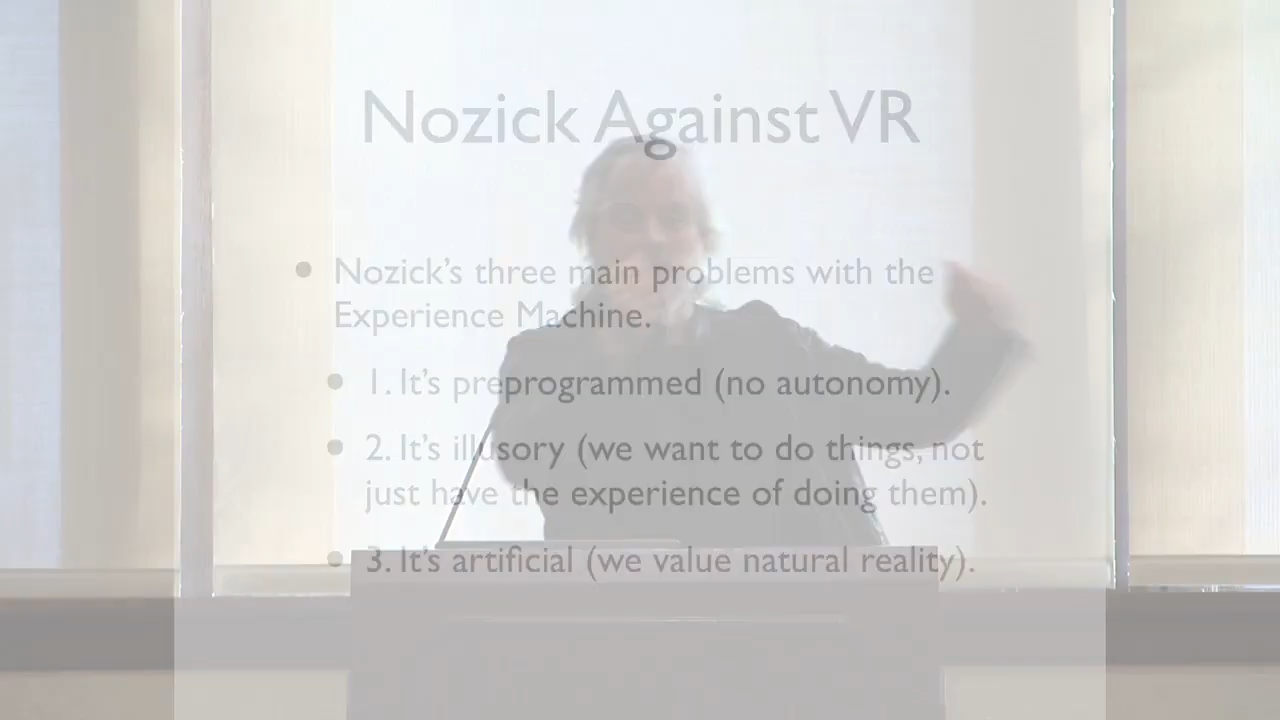 Nozick Against VR
• Nozick's three main problems with the
Experience Machine.
• 1. It's preprogrammed (no autonomy).
• 2. It's illusory (we want to do things, not
just have the experience of doing them).
• 3. It's artificial (we value natural reality).